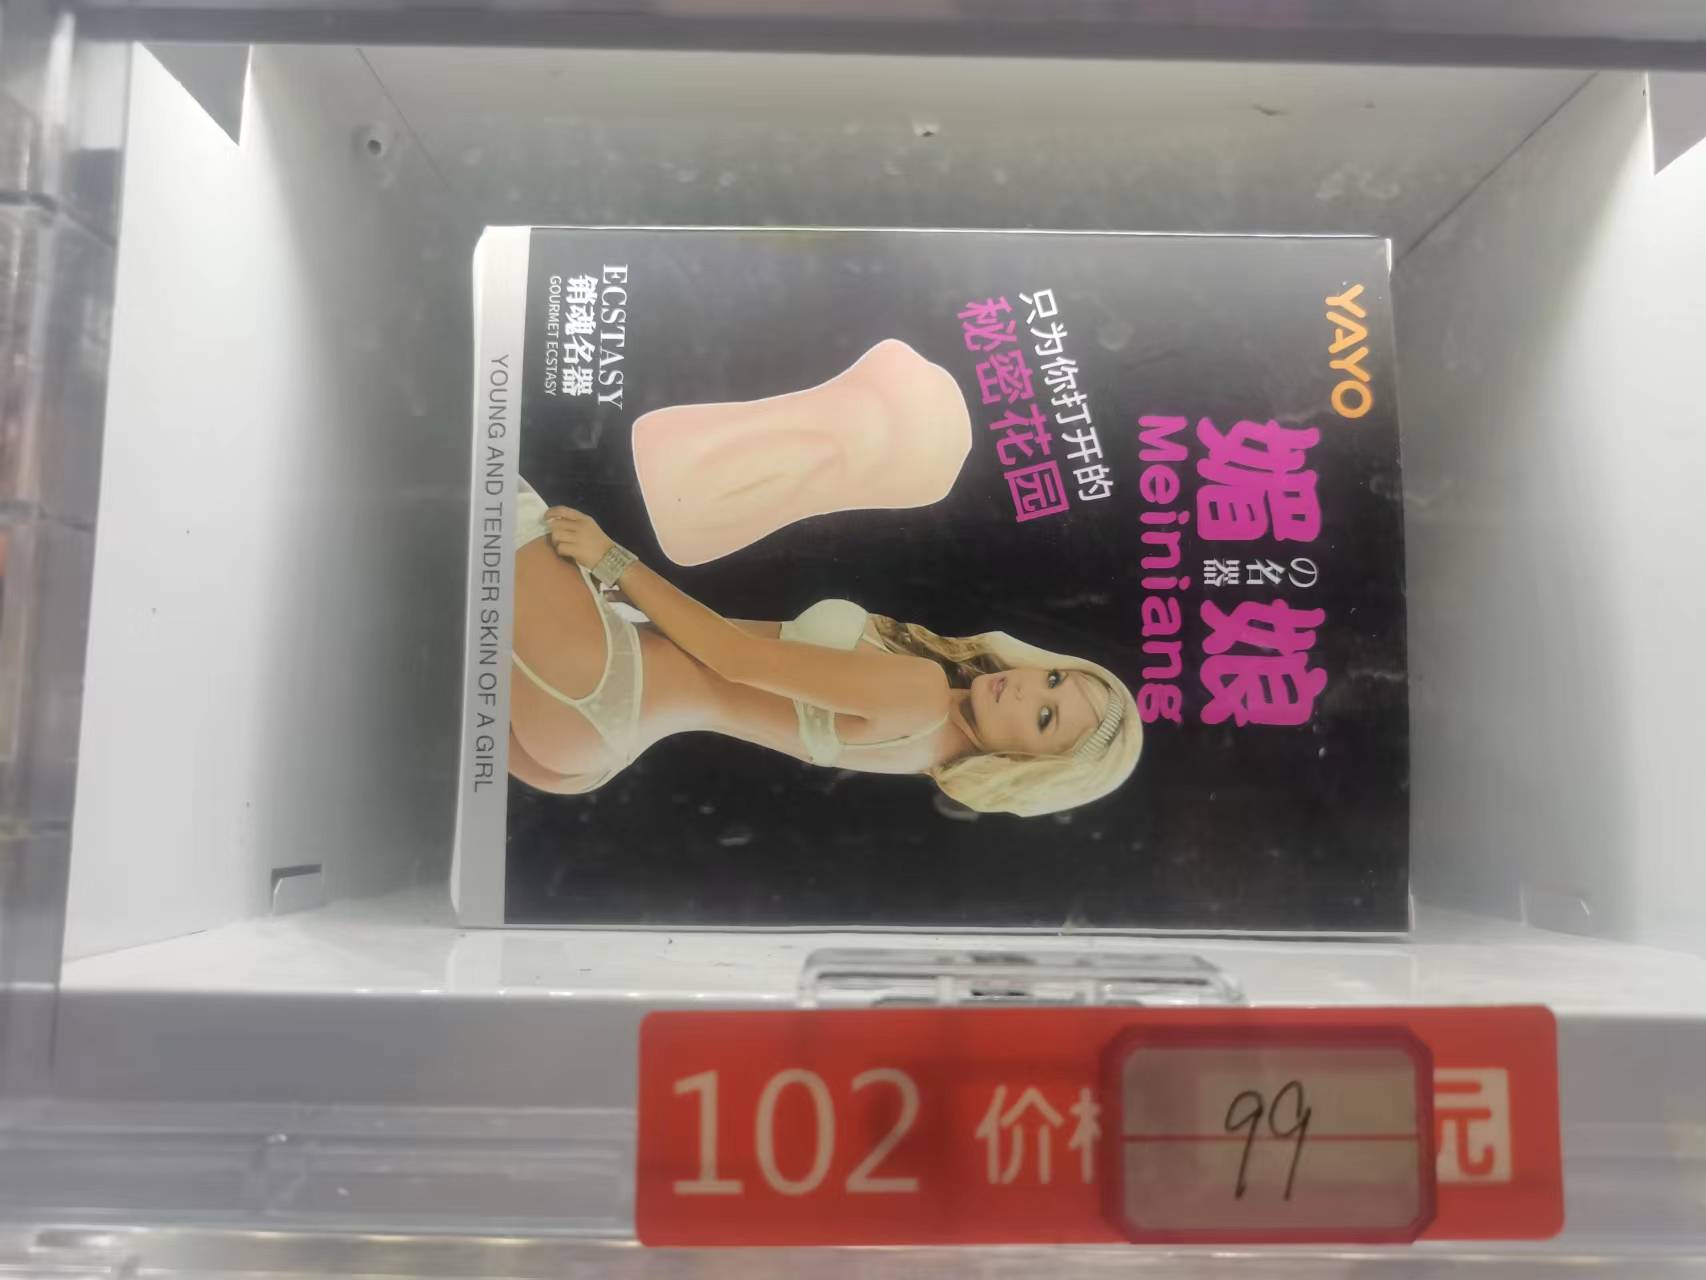 YAYO
媚の名器娘
Meiniang
只为你打开的
秘密花园
ECSTASY
销魂名器
GOURMET ECSTASY
YOUNG AND TENDER SKIN OF A GIRL
102 价 99 元